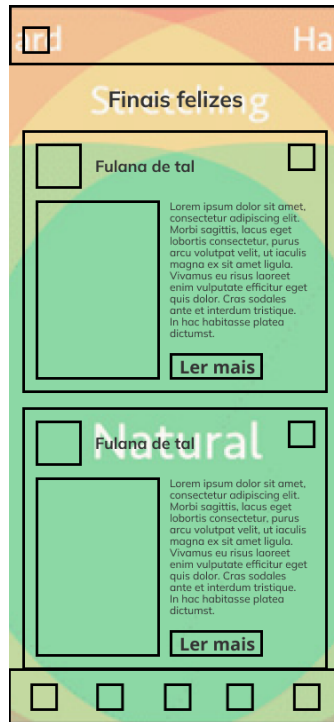 ard
Ha
Stretching
Finais felizes
Fulana de tal
Lorem ipsum dolor sit amet,
consectetur adipiscing elit.
Morbi sagittis, lacus eget
lobortis consectetur, purus
arcu volutpat velit, ut iaculis
magna ex sit amet ligula.
Vivamus eu risus laoreet
enim vulputate efficitur eget
quis dolor. Cras sodales
ante et interdum tristique.
In hac habitasse platea
dictumst.
Ler mais
Natural
Fulana de tal
Lorem ipsum dolor sit amet,
consectetur adipiscing elit.
Morbi sagittis, lacus eget
lobortis consectetur, purus
arcu volutpat velit, ut iaculis
magna ex sit amet ligula.
Vivamus eu risus laoreet
enim vulputate efficitur eget
quis dolor. Cras sodales
ante et interdum tristique.
In hac habitasse platea
dictumst.
Ler mais